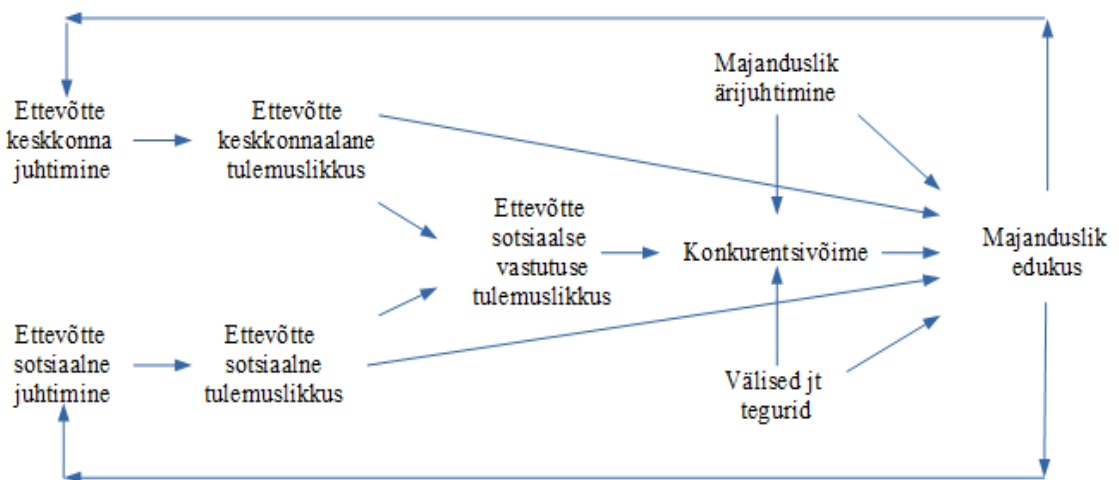 Majanduslik
ärijuhtimine
Ettevõtte
keskkonna
juhtimine
Ettevõtte
keskkonnaalane
tulemuslikkus
Ettevõtte
sotsiaalse
vastutuse
tulemuslikkus
Konkurentsivõime
Majanduslik
edukus
Ettevõtte
sotsiaalne
juhtimine
Ettevõtte
sotsiaalne
tulemuslikkus
Välised jt
tegurid